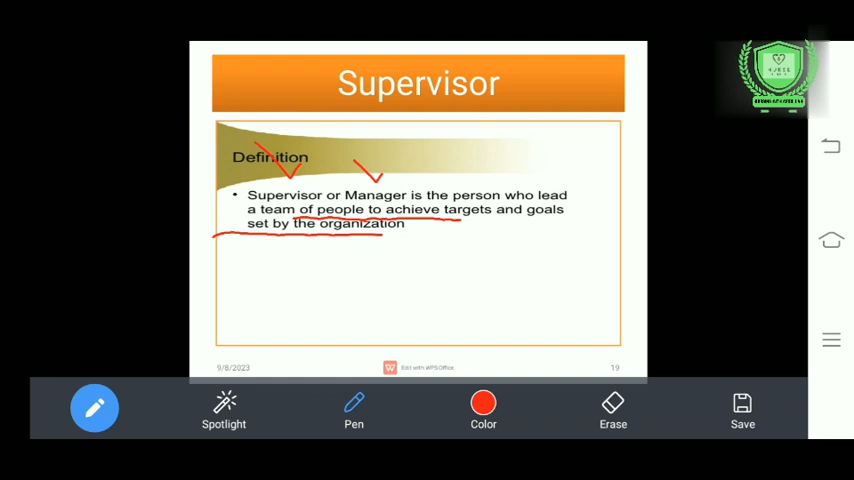 Supervisor
Definition
• Supervisor or Manager is the person who lead
a team of people to achieve targets and goals
set by the organization
9/8/2023
Edit with WPS Office
19
Spotlight
Pen
Color
Erase
Save